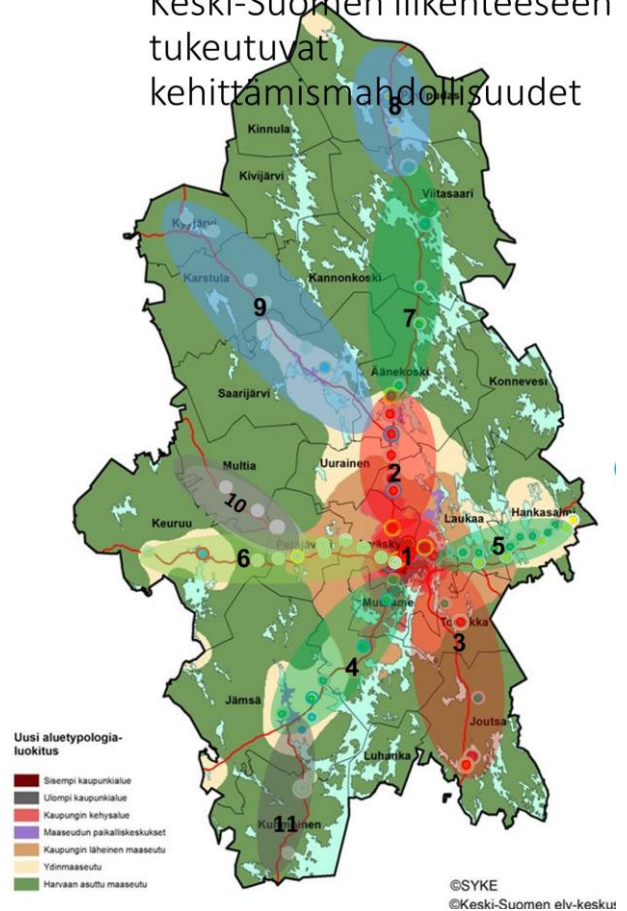 Keski-Suomen liikenteeseen
tukeutuvat
kehittämismahdollisuudet
8
Kinnula
Kivijärvi
Viitasaari
Kyyjärvi
Karstula
Kannonkoski
9
7
Äänekoski
Konnevesi
Saarijärvi
Multia
Uurainen
2
10
Laukaa
Hankasalmi
Keuruu
5
6
1
Muurame
3
4
Jämsä
Joutsa
Luhanka
11
Uusi aluetypologia-
luokitus
Sisempi kaupunkialue
Ulompi kaupunkialue
Kaupungin kehysalue
Maaseudun paikalliskeskukset
Kaupungin läheinen maaseutu
Ydinmaaseutu
Harvaan asuttu maaseutu
©SYKE
©Keski-Suomen ely-keskus